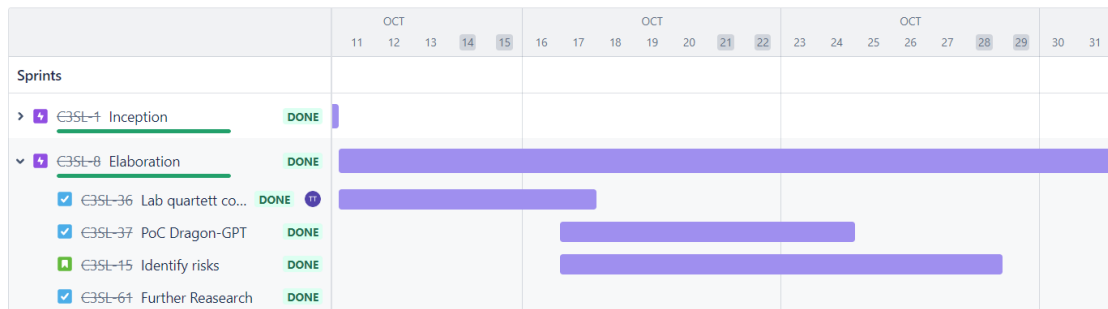 OCT OCT OCT
11 12 13 14 15 16 17 18 19 20 21 22 23 24 25 26 27 28 29 30 31
Sprints
C3SL-1 Inception DONE
C3SL-8 Elaboration DONE
C3SL-36 Lab quartett co... DONE TT
C3SL-37 PoC Dragon-GPT DONE
C3SL-15 Identify risks DONE
C3SL-61 Further Reasearch DONE